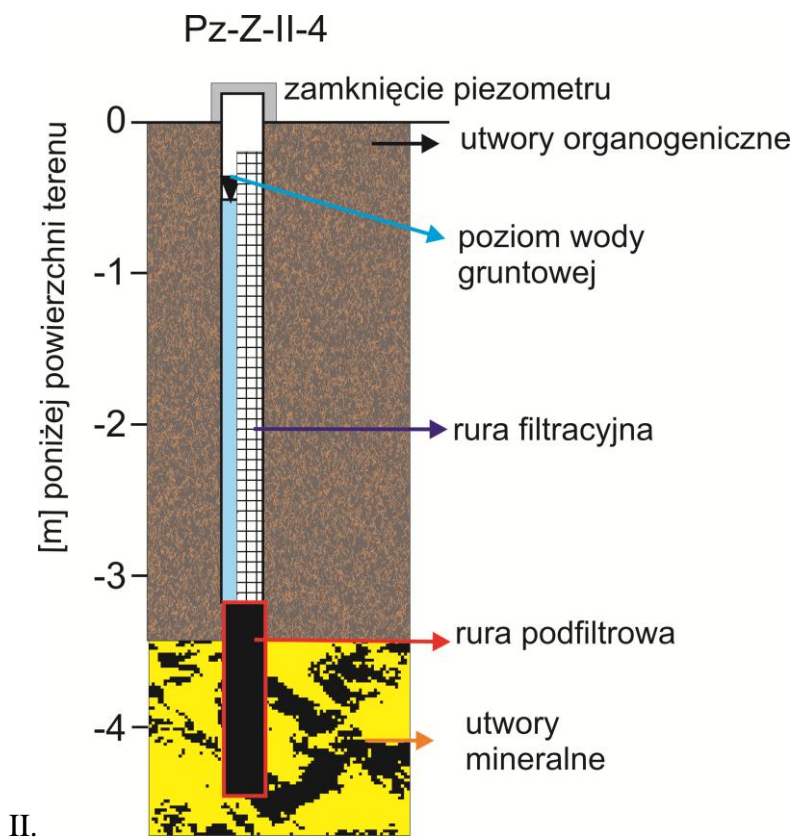 Pz-Z-II-4
zamknięcie piezometru
0
utwory organogeniczne
poziom wody
gruntowej
-1
[m] poniżej powierzchni terenu
-2
rura filtracyjna
-3
rura podfiltrowa
-4
utwory
mineralne
II.